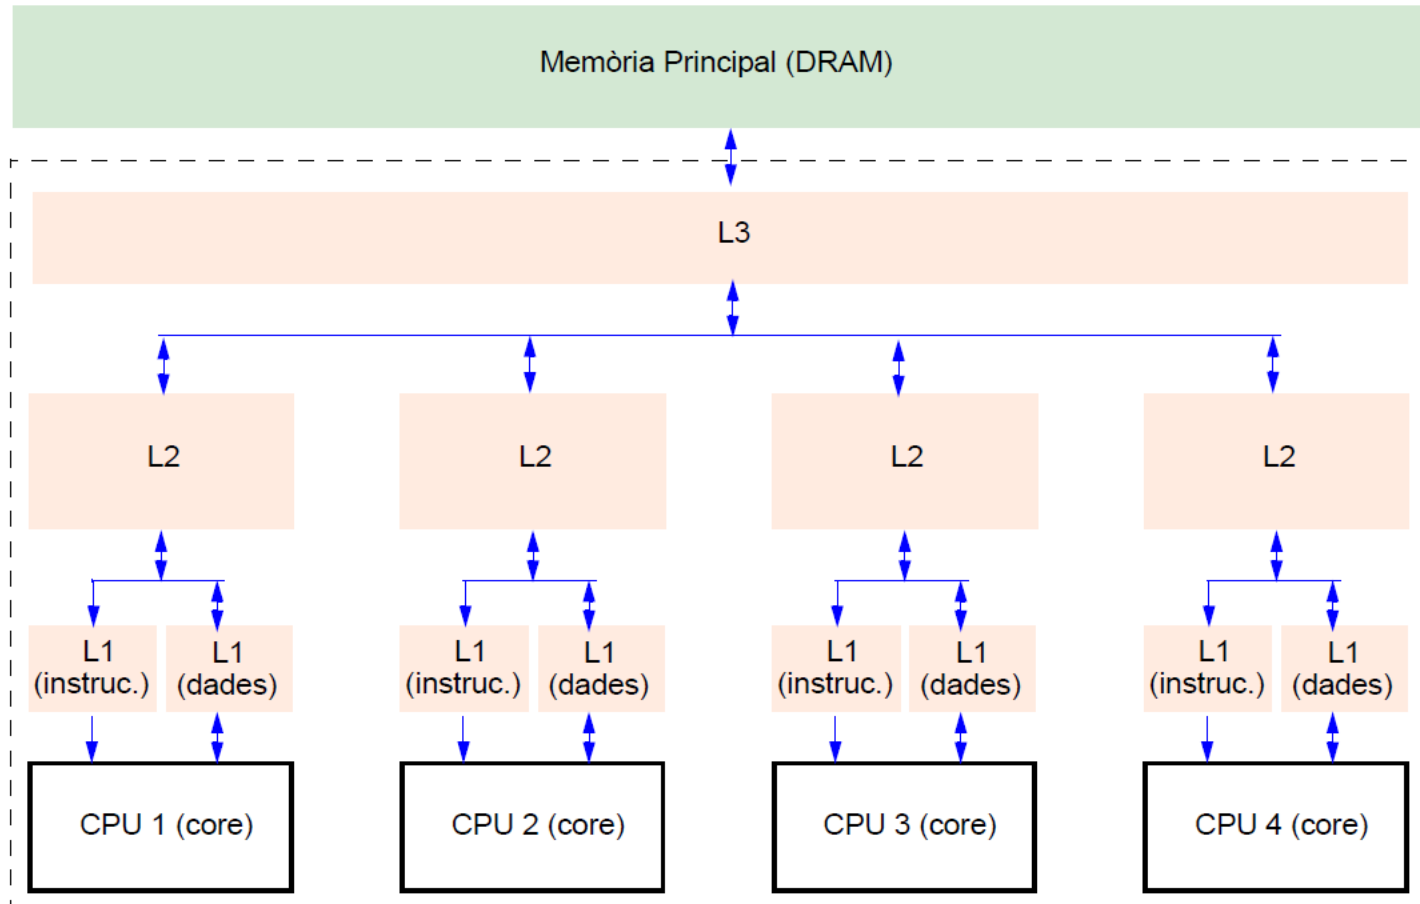 Memòria Principal (DRAM)
L3
L2
L2
L2
L2
L1
(instruc.)
L1
(dades)
L1
(instruc.)
L1
(dades)
L1
(instruc.)
L1
(dades)
L1
(instruc.)
L1
(dades)
CPU 1 (core)
CPU 2 (core)
CPU 3 (core)
CPU 4 (core)